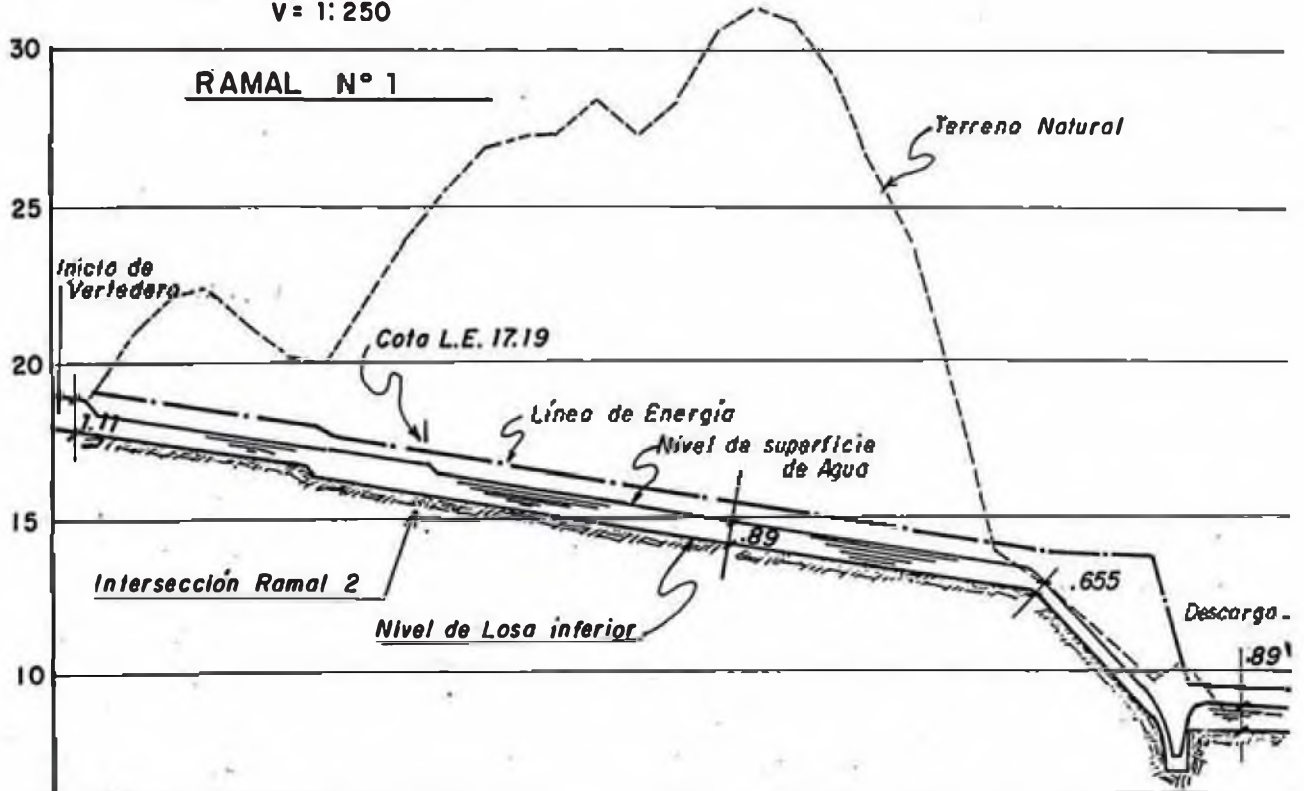 V= 1:250
30
RAMAL N° 1
Terreno Natural
25
Inicio de
Vertedero
Cota L.E. 17.19
20
1.11
Línea de Energía
Nivel de superficie
de Agua
15
.89
Intersección Ramal 2
.655
Nivel de Losa inferior
Descarga
.89
10